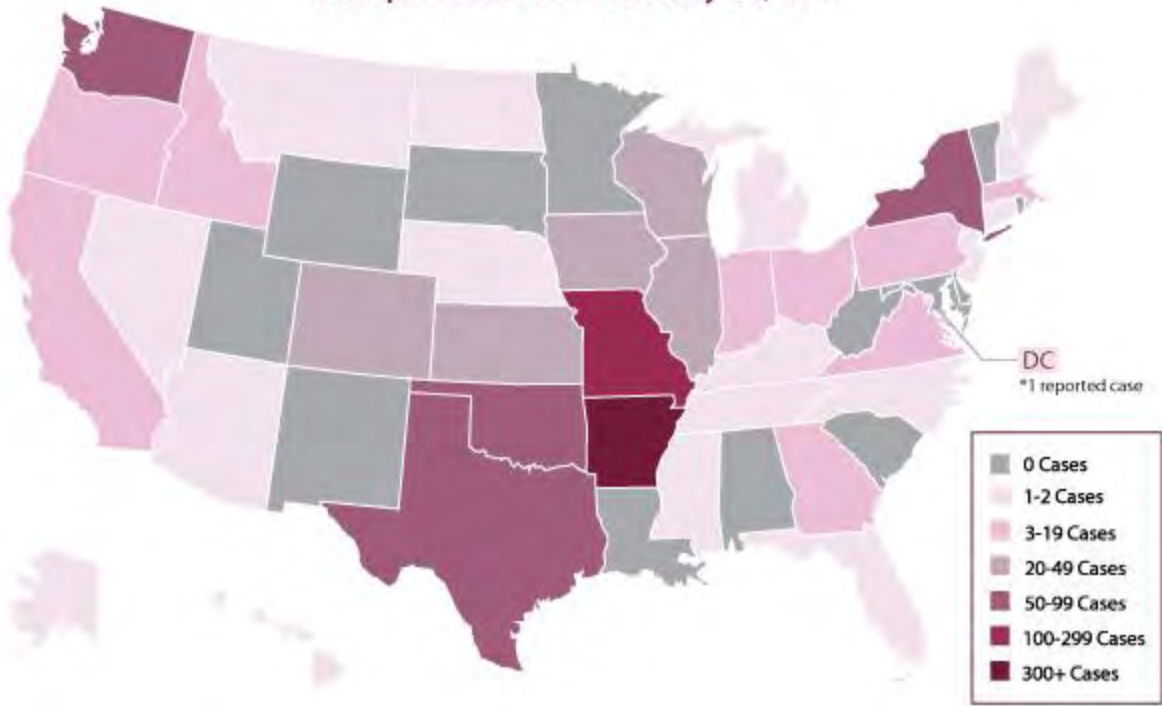 DC
*1 reported case
0 Cases
1-2 Cases
3-19 Cases
20-49 Cases
50-99 Cases
100-299 Cases
300+ Cases